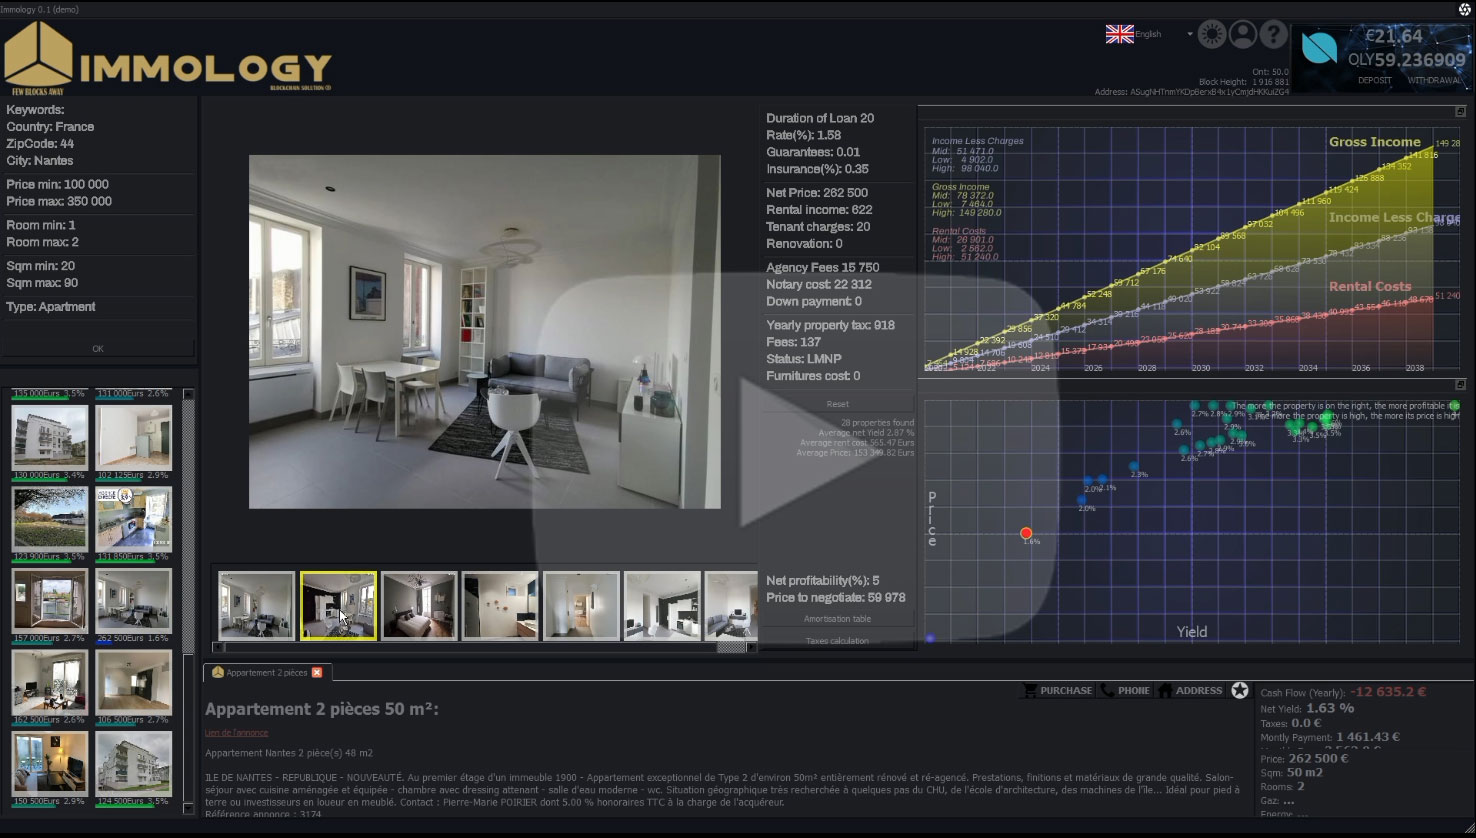 Immology 0.1 (demo)
IMMOLOGY
FEW BLOCKS AWAY
BLOCKCHAIN SOLUTION ®
English
€21.64
OLY59.236909
DEPOSIT WITHDRAWAL
Ont: 50.0
Block Height: 1 916 881
Keywords:
Country: France
ZipCode: 44
City: Nantes
Price min: 100 000
Price max: 350 000
Room min: 1
Room max: 2
Sqm min: 20
Sqm max: 90
Type: Apartment
OK
135 000Eurs 3.5% 131 000Eurs 2.6%
130 000Eurs 3.4% 102 125Eurs 2.9%
123 900Eurs 3.5% 131 850Eurs 3.5%
157 000Eurs 2.7% 262 500Eurs 1.6%
162 500Eurs 2.6% 106 500Eurs 2.7%
150 500Eurs 2.9% 124 500Eurs 3.5%
Duration of Loan 20
Rate(%): 1.58
Guarantees: 0.01
Insurance(%): 0.35
Net Price: 262 500
Rental income: 622
Tenant charges: 20
Renovation: 0
Agency Fees 15 750
Notary cost: 22 312
Down payment: 0
Yearly property tax: 918
Fees: 137
Status: LMNP
Furnitures cost: 0
Reset
28 properties found
Average net Yield 2.87 %
Average rent cost 565.47 Eurs
Average Price: 153 349.82 Eurs
Net profitability(%): 5
Price to negotiate: 59 978
Amortisation table
Taxes calculation
Income Less Charges
Mid: 51 471.0
Low: 4 902.0
High: 98 040.0
Gross Income
Mid: 78 372.0
Low: 7 464.0
High: 149 280.0
Rental Costs
Mid: 26 901.0
Low: 2 562.0
High: 51 240.0
Gross Income
Income Less Charge
Rental Costs
14 928 22 392 29 856 37 320 44 784 52 248 59 712 57 176 74 640 82 104 89 568 97 032 104 496 111 960 119 424 126 888 134 352 141 816 149 28
2022 2024 2026 2028 2030 2032 2034 2036 2038
The more the property is on the right, the more profitable it is
the more the property is high, the more its price is high
2.6% 2.3% 2.0% 2.1% 2.0% 1.6%
Price
Yield
Appartement 2 pièces
PURCHASE PHONE ADDRESS
Appartement 2 pièces 50 m²:
Lien de l'annonce
Appartement Nantes 2 pièce(s) 48 m2
ILE DE NANTES - REPUBLIQUE - NOUVEAUTÉ. Au premier étage d'un immeuble 1900 - Appartement exceptionnel de Type 2 d'environ 50m² entièrement rénové et ré-agencé. Prestations, finitions et matériaux de grande qualité. Salon-
séjour avec cuisine aménagée et équipée - chambre avec dressing attenant - salle d'eau moderne - wc. Situation géographique très recherchée à quelques pas du CHU, de l'école d'architecture, des machines de l'île... Idéal pour pied à
terre ou investisseurs en loueur en meublé. Contact : Pierre-Marie POIRIER dont 5.00 % honoraires TTC à la charge de l'acquéreur.
Référence annonce : 3174
Cash Flow (Yearly): -12 635.2 €
Net Yield: 1.63 %
Taxes: 0.0 €
Montly Payment: 1 461.43 €
Price: 262 500 €
Sqm: 50 m2
Rooms: 2
Gaz: ...
Energy: ...